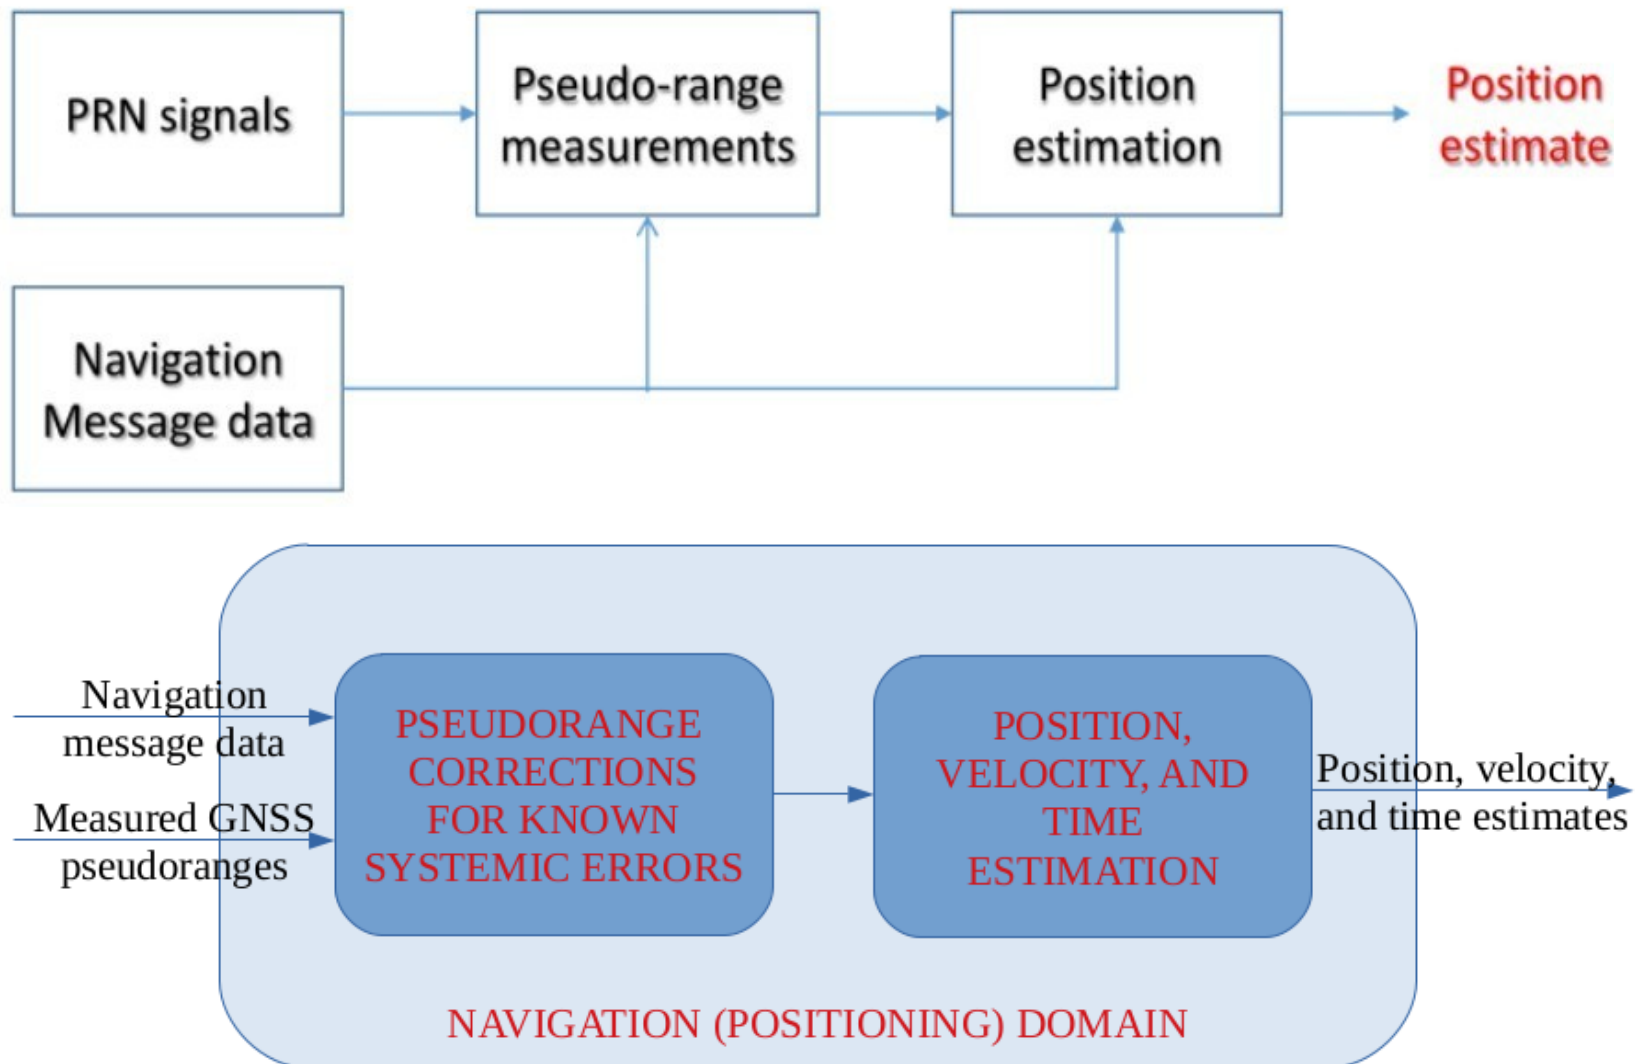 PRN signals
Pseudo-range
measurements
Position
estimation
Position
estimate
Navigation
Message data
Navigation
message data
Measured GNSS
pseudoranges
PSEUDORANGE
CORRECTIONS
FOR KNOWN
SYSTEMIC ERRORS
POSITION,
VELOCITY, AND
TIME
ESTIMATION
Position, velocity,
and time estimates
NAVIGATION (POSITIONING) DOMAIN